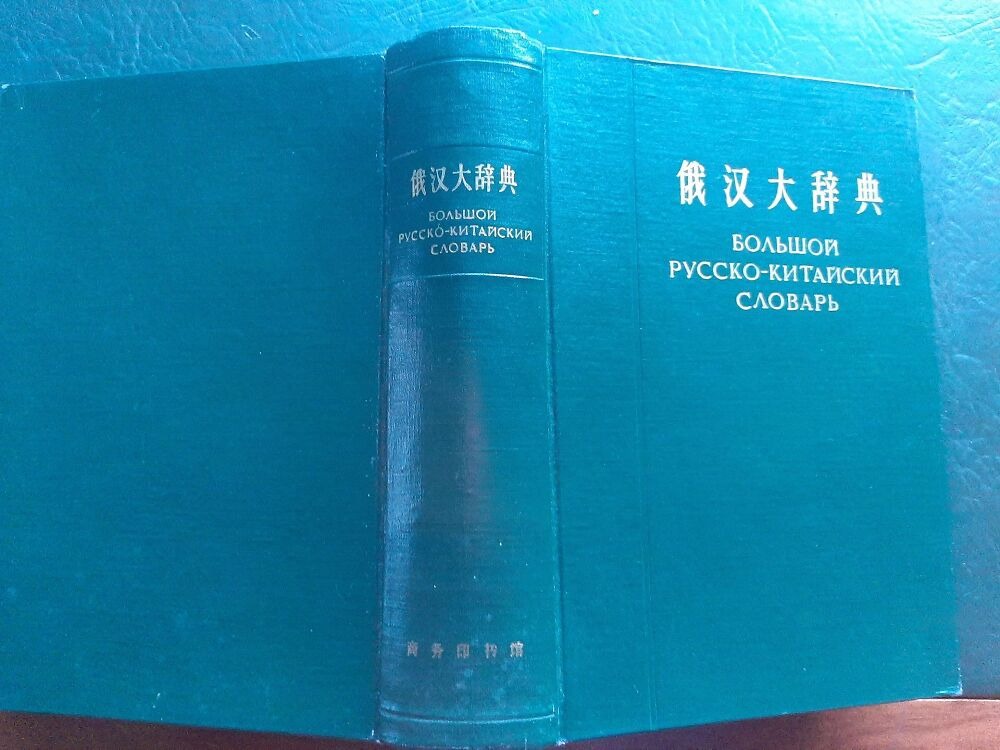 俄汉大辞典
БОЛЬШОЙ
РУССКО-КИТАЙСКИЙ
СЛОВАРЬ
商务印书馆
俄汉大辞典
БОЛЬШОЙ
РУССКО-КИТАЙСКИЙ
СЛОВАРЬ